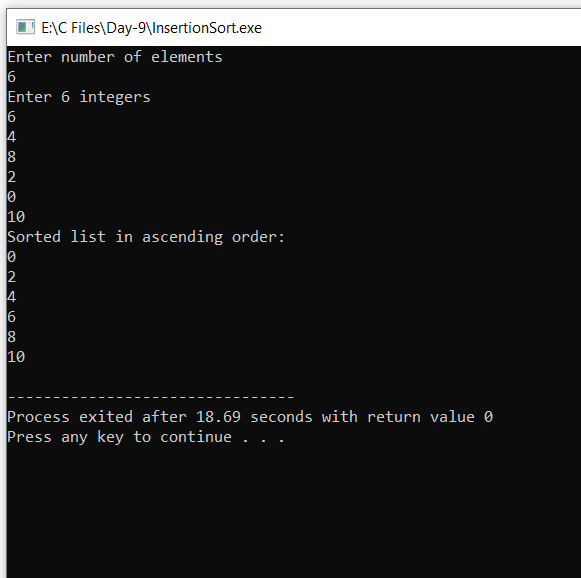 E:\C Files\Day-9\InsertionSort.exe
Enter number of elements
6
Enter 6 integers
6
4
8
2
0
10
Sorted list in ascending order:
0
2
4
6
8
10
--------------------------------
Process exited after 18.69 seconds with return value 0
Press any key to continue . . .